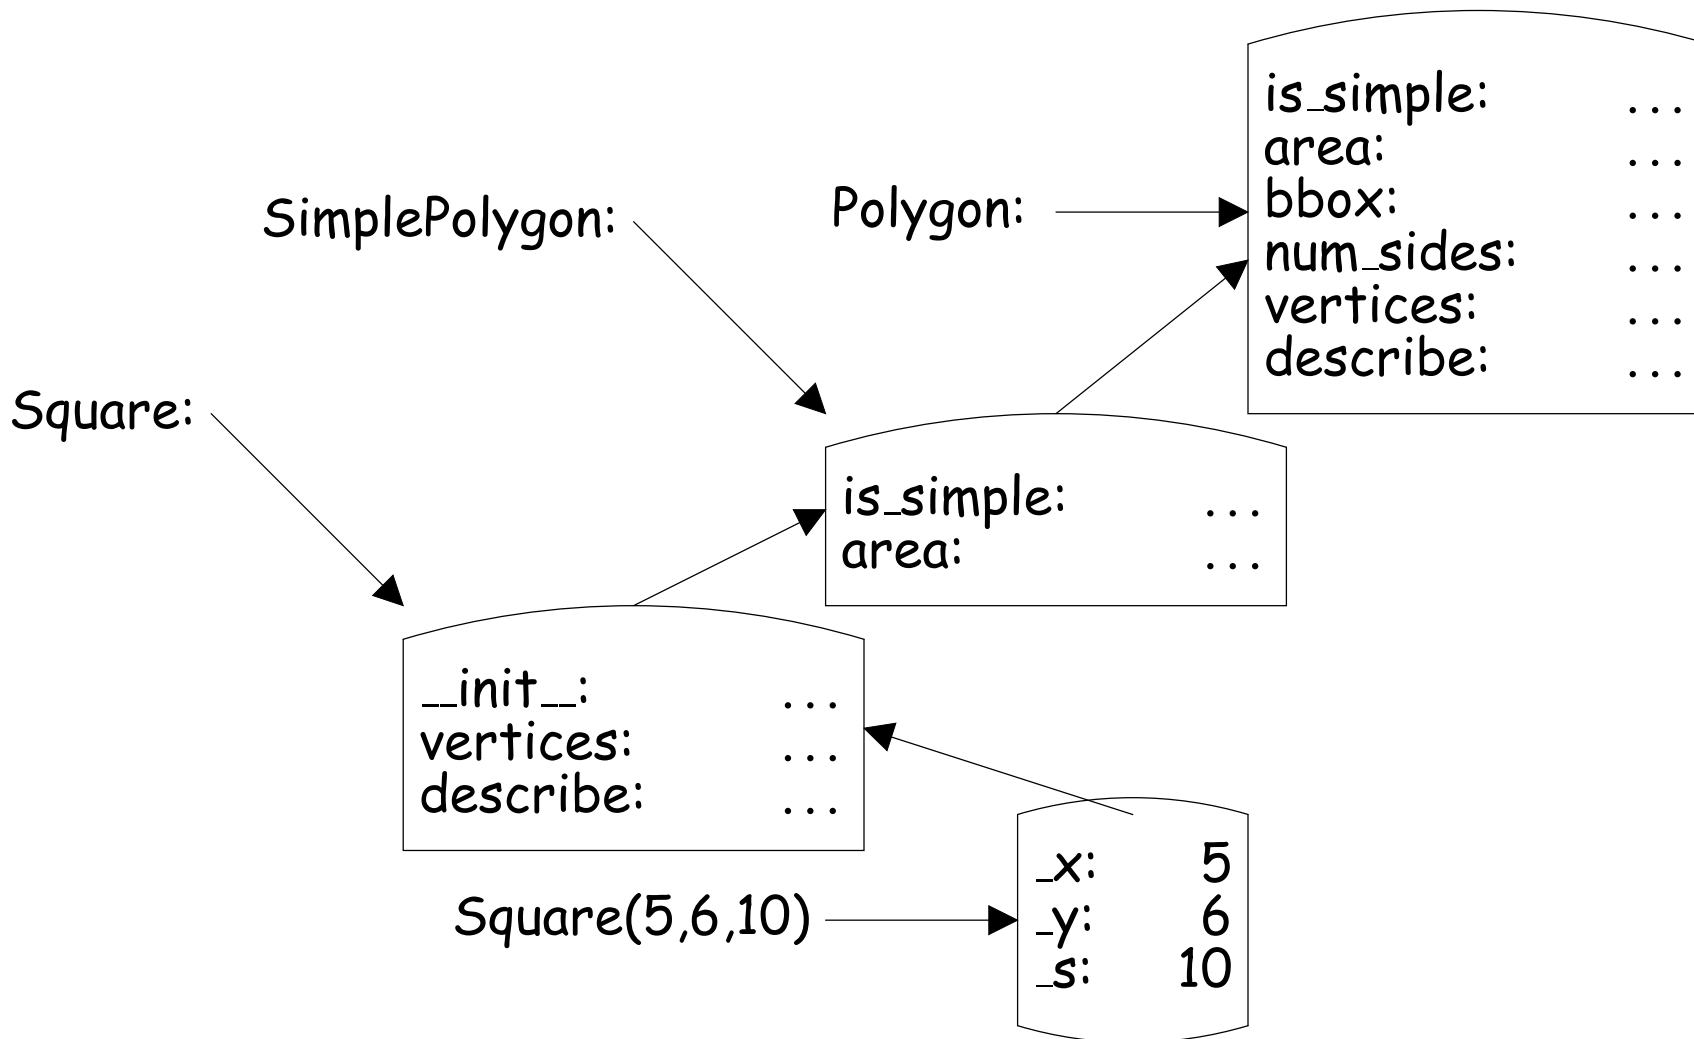 is_simple: ...
area: ...
bbox: ...
num_sides: ...
vertices: ...
describe: ...
Polygon:
SimplePolygon:
Square:
is_simple: ...
area: ...
__init__: ...
vertices: ...
describe: ...
Square(5,6,10)
_x: 5
_y: 6
_s: 10